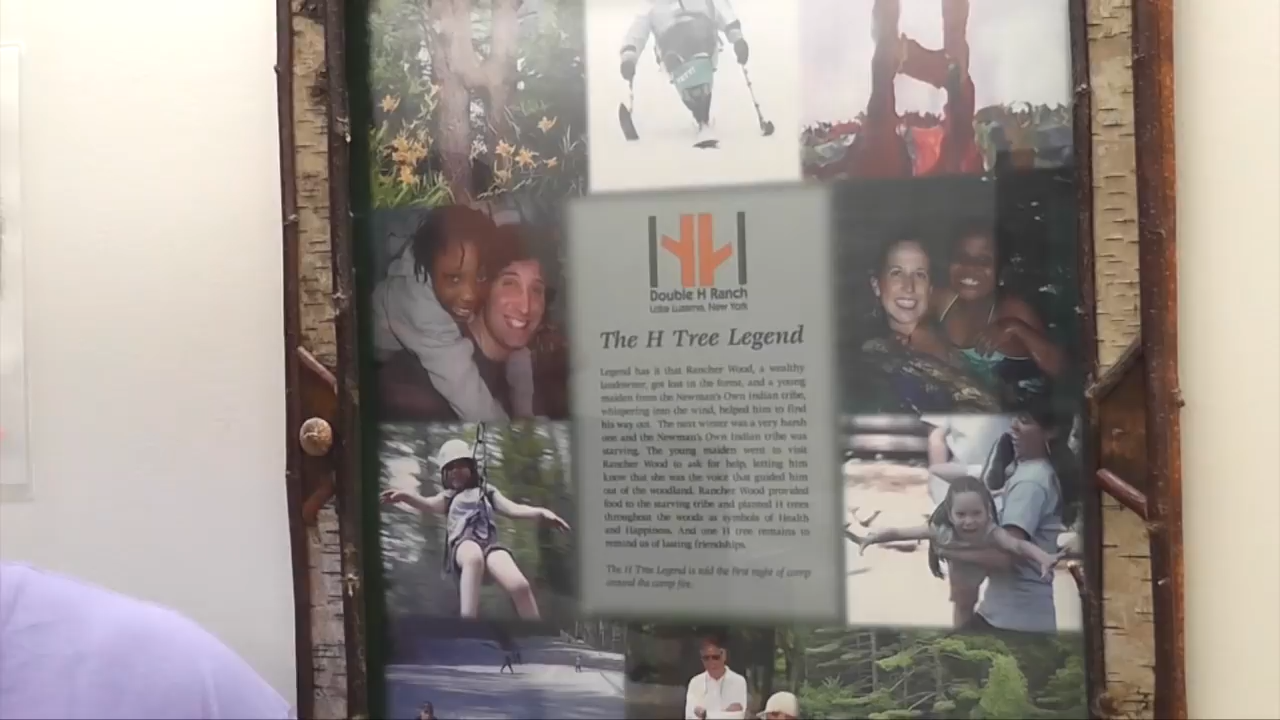 Double H Ranch
Lake Luzerne, New York
The H Tree Legend
Legend has it that Rancher Wood, a wealthy
landowner, got lost in the forest, and a young
maiden from the Newman's Own Indian tribe,
whispering into the wind, helped him to find
his way out. The next winter was a very harsh
one and the Newman's Own Indian tribe was
starving. The young maiden went to visit
Rancher Wood to ask for help, letting him
know that she was the voice that guided him
out of the woodland. Rancher Wood provided
food to the starving tribe and planted H trees
throughout the woods as symbols of Health
and Happiness. And one H tree remains to
remind us of lasting friendships.
The H Tree Legend is told the first night of camp
around the camp fire.